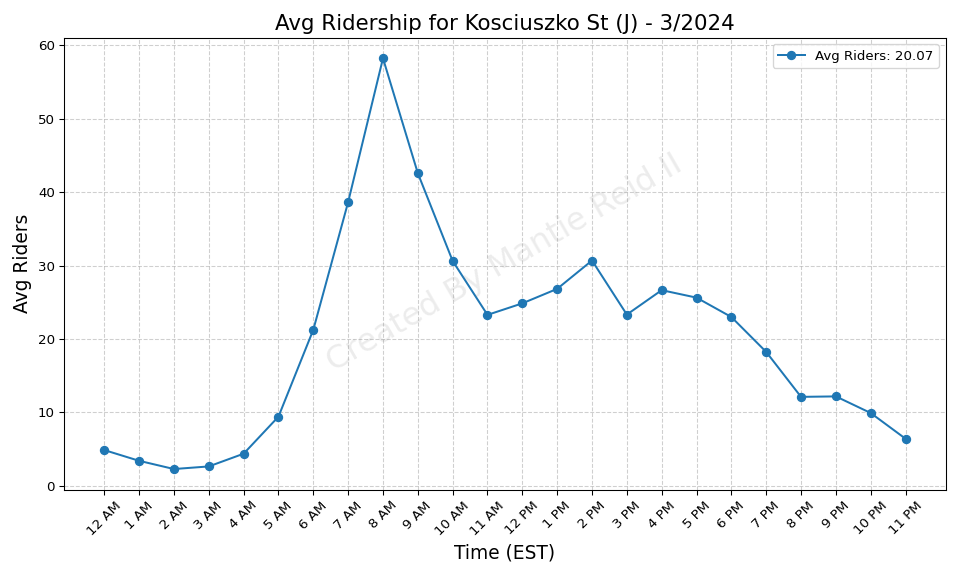 Avg Ridership for Kosciuszko St (J) - 3/2024
Avg Riders: 20.07
60
50
40
30
20
10
0
Avg Riders
Created By Mantie Reid II
12 AM
1 AM
2 AM
3 AM
4 AM
5 AM
6 AM
7 AM
8 AM
9 AM
10 AM
11 AM
12 PM
1 PM
2 PM
3 PM
4 PM
5 PM
6 PM
7 PM
8 PM
9 PM
10 PM
11 PM
Time (EST)